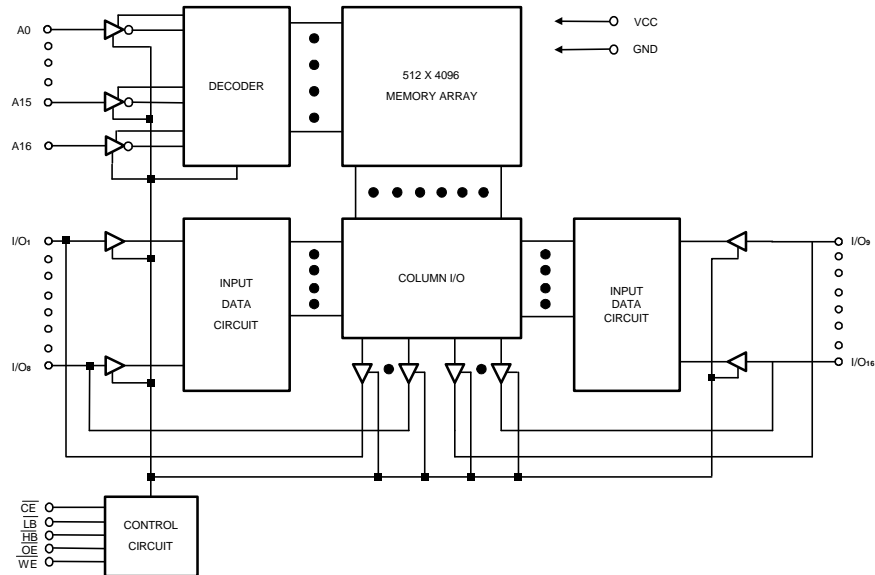 A0
A15
A16
DECODER
512 X 4096
MEMORY ARRAY
VCC
GND
I/O1
I/O8
INPUT
DATA
CIRCUIT
COLUMN I/O
INPUT
DATA
CIRCUIT
I/O9
I/O16
CE
LB
HB
OE
WE
CONTROL
CIRCUIT